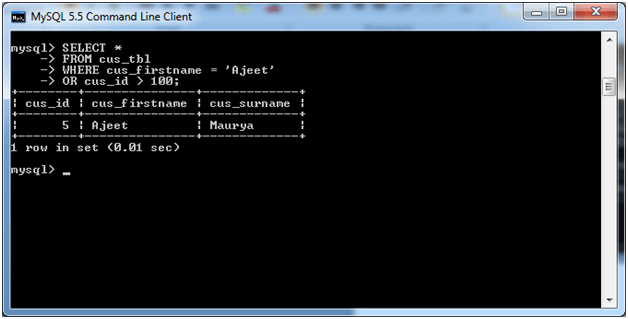 MySQL 5.5 Command Line Client
mysql> SELECT *
    -> FROM cus_tbl
    -> WHERE cus_firstname = 'Ajeet'
    -> OR cus_id > 100;
+--------+---------------+-------------+
| cus_id | cus_firstname | cus_surname |
+--------+---------------+-------------+
|      5 | Ajeet         | Maurya      |
+--------+---------------+-------------+
1 row in set (0.01 sec)
mysql> _